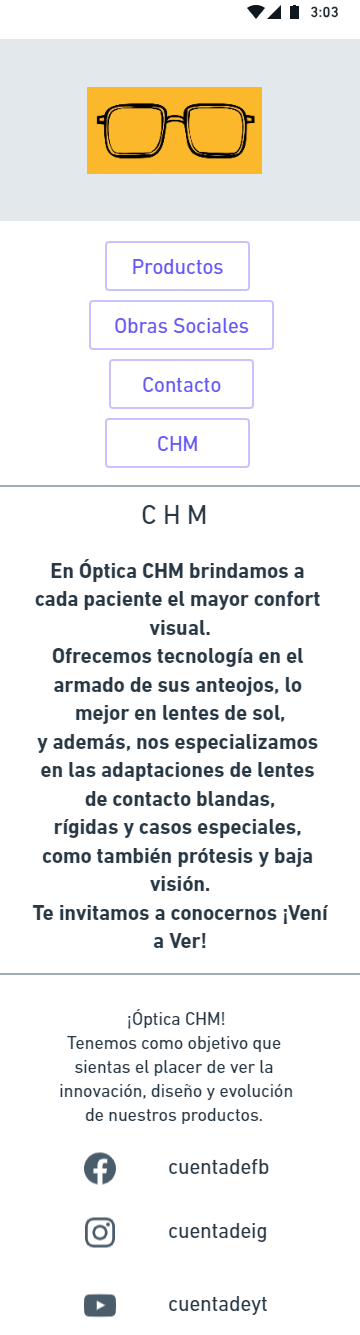 3:03
Productos
Obras Sociales
Contacto
CHM
CHM
En Óptica CHM brindamos a
cada paciente el mayor confort
visual.
Ofrecemos tecnología en el
armado de sus anteojos, lo
mejor en lentes de sol,
y además, nos especializamos
en las adaptaciones de lentes
de contacto blandas,
rígidas y casos especiales,
como también prótesis y baja
visión.
Te invitamos a conocernos ¡Vení
a Ver!
¡Óptica CHM!
Tenemos como objetivo que
sientas el placer de ver la
innovación, diseño y evolución
de nuestros productos.
cuentadefb
cuentadeig
cuentadeyt